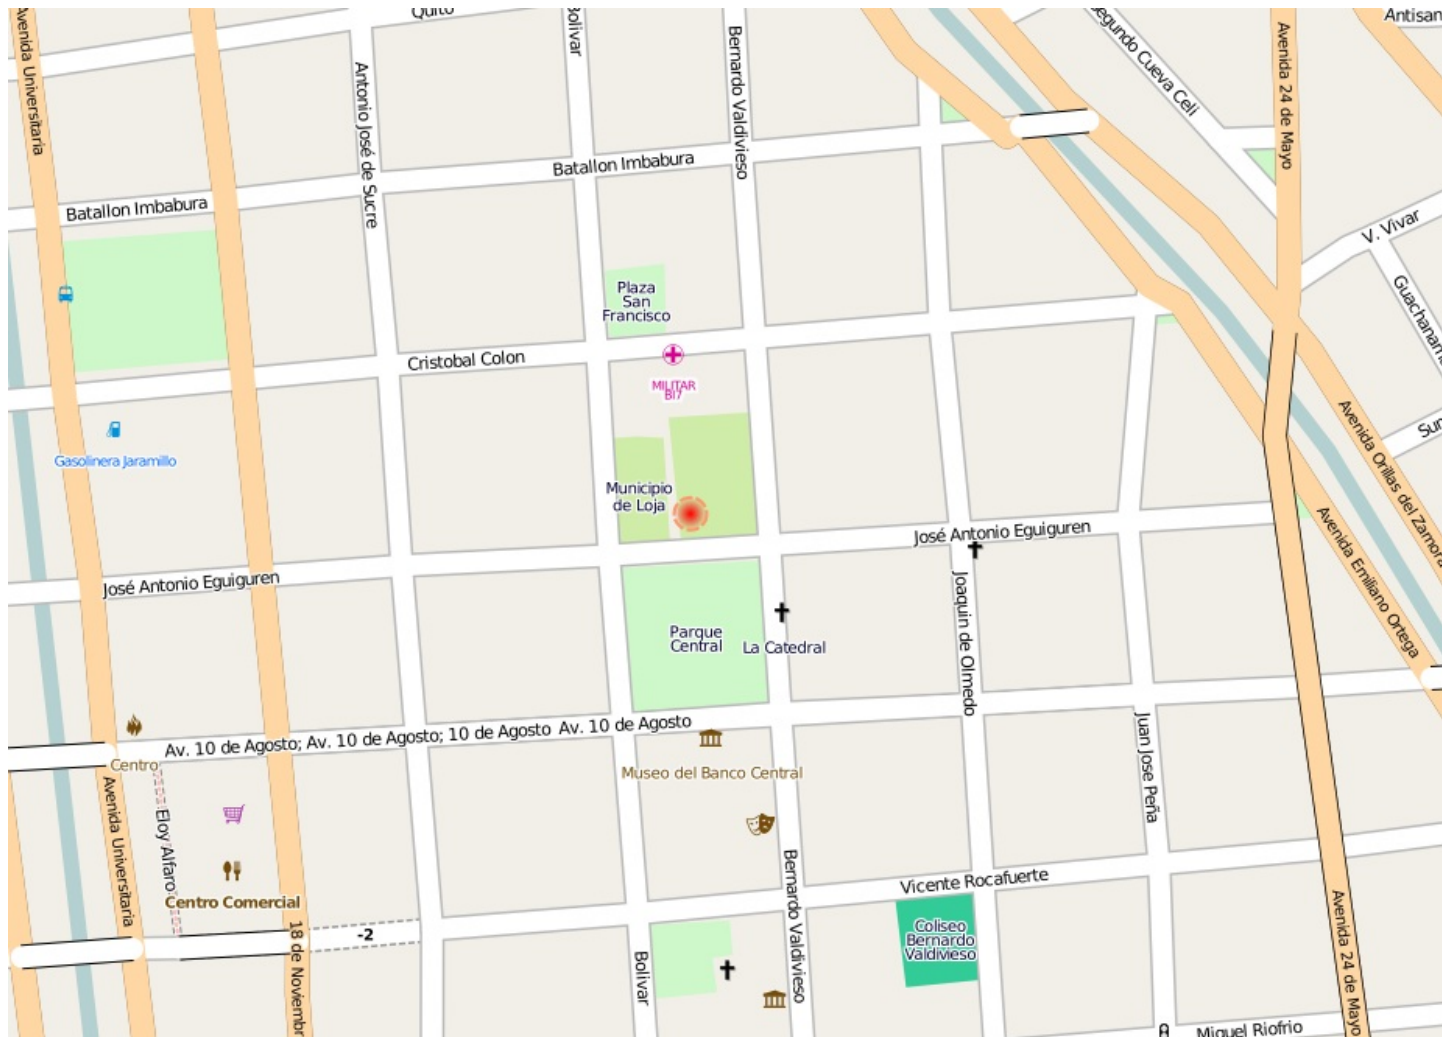 Quito
Antisan
Avenida Universitaria
Bolivar
Bernardo Valdivieso
Segundo Cueva Celi
Avenida 24 de Mayo
Antonio José de Sucre
Batallon Imbabura
Batallon Imbabura
V. Vivar
Guachanam
Plaza
San
Francisco
Cristobal Colon
MILITAR
BI7
Gasolinera Jaramillo
Municipio
de Loja
Avenida Orillas del Zamora
Sur
José Antonio Eguiguren
Avenida Emiliano Ortega
José Antonio Eguiguren
Joaquin de Olmedo
Parque
Central
La Catedral
Av. 10 de Agosto; Av. 10 de Agosto; 10 de Agosto
Av. 10 de Agosto
Juan Jose Peña
Centro
Museo del Banco Central
Avenida Universitaria
Eloy Alfaro
Bernardo Valdivieso
Vicente Rocafuerte
Centro Comercial
Avenida 24 de Mayo
18 de Noviembr
-2
Coliseo
Bernardo
Valdivieso
Bolivar
Miguel Riofrio